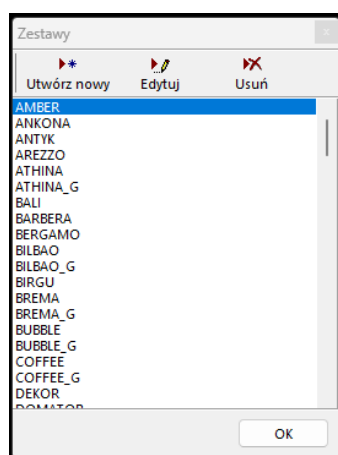 Zestawy
Utwórz nowy Edytuj Usuń
AMBER
ANKONA
ANTYK
AREZZO
ATHINA
ATHINA_G
BALI
BARBERA
BERGAMO
BILBAO
BILBAO_G
BIRGU
BREMA
BREMA_G
BUBBLE
BUBBLE_G
COFFEE
COFFEE_G
DEKOR
OK